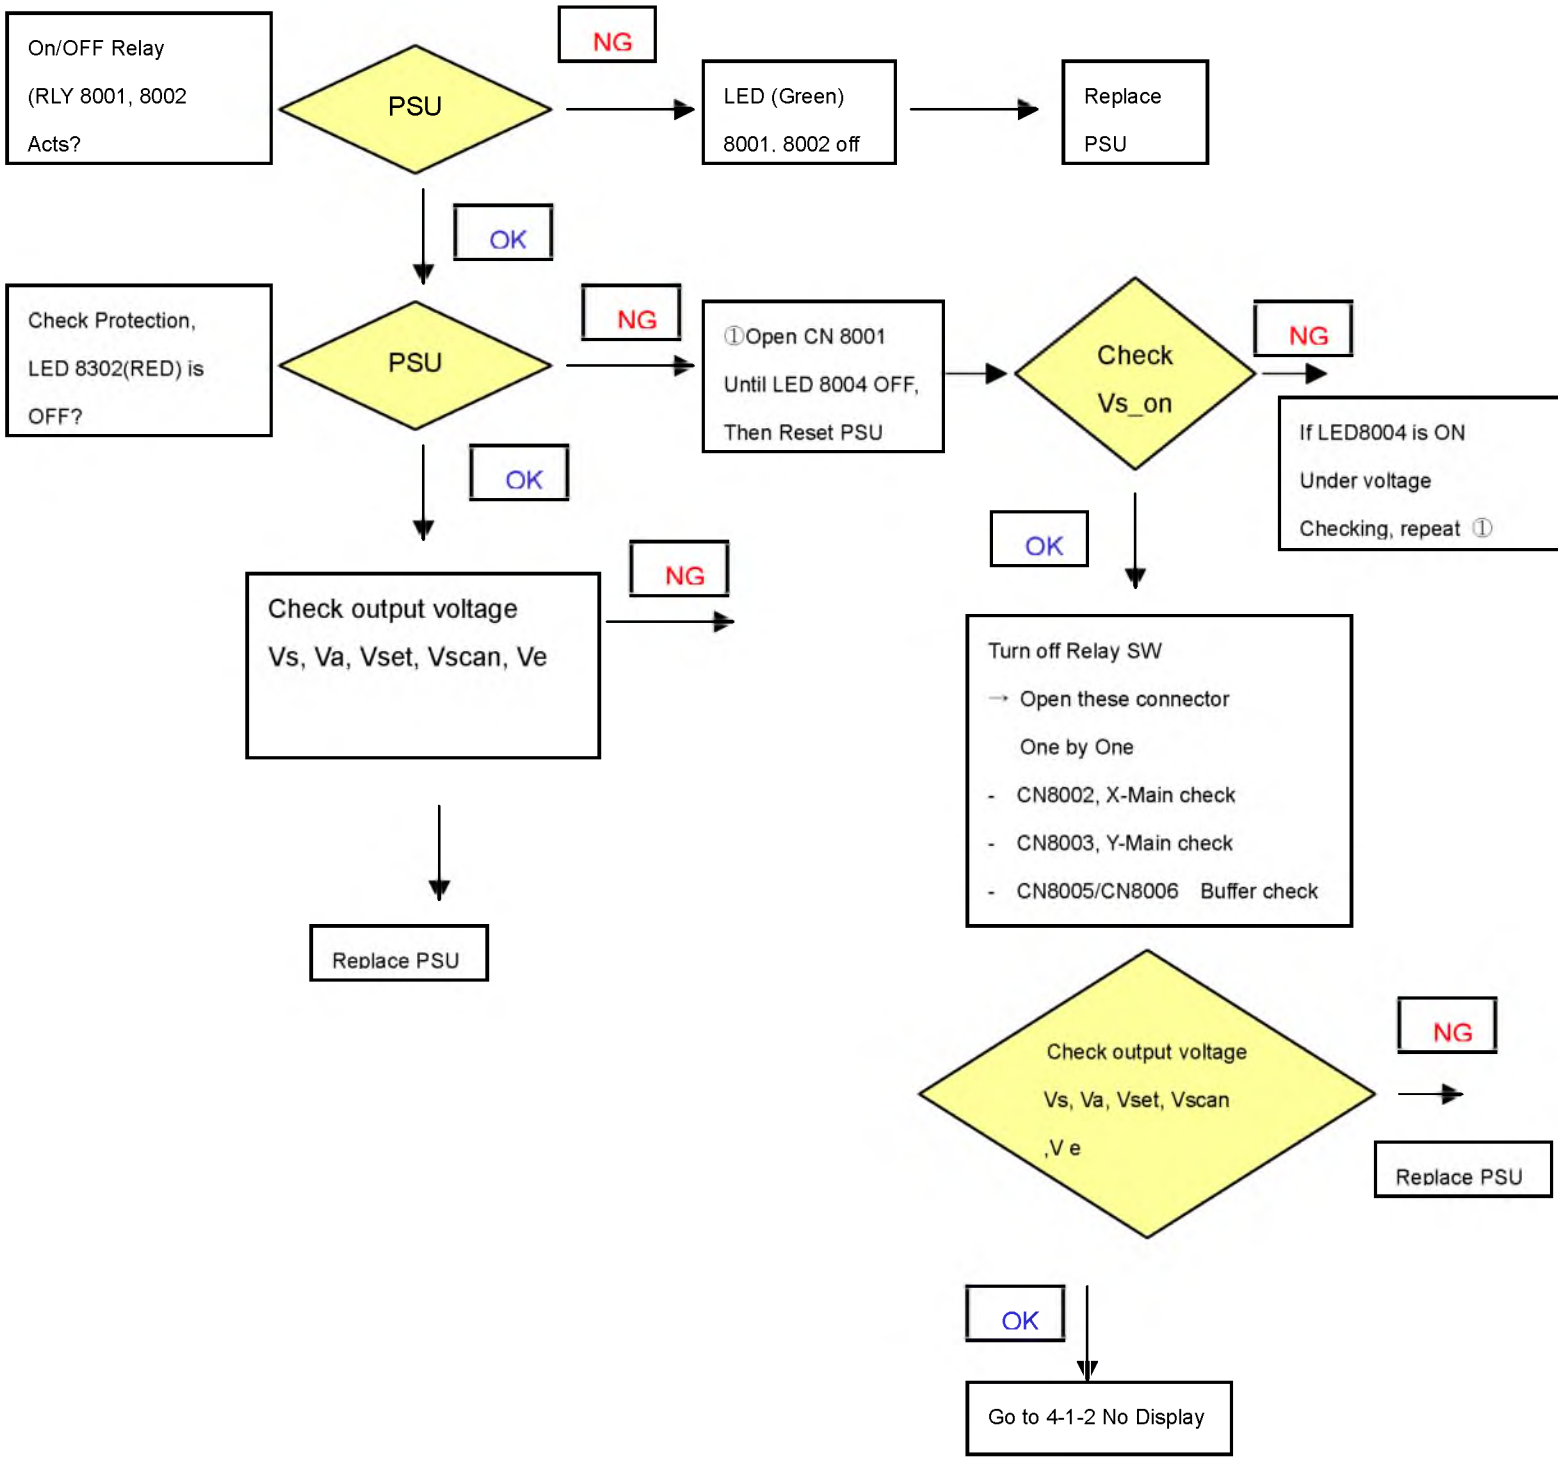 On/OFF Relay
(RLY 8001, 8002
Acts?
PSU
NG
LED (Green)
8001. 8002 off
Replace
PSU
OK
Check Protection,
LED 8302(RED) is
OFF?
PSU
NG
①Open CN 8001
Until LED 8004 OFF,
Then Reset PSU
Check
Vs_on
NG
If LED8004 is ON
Under voltage
Checking, repeat ①
OK
OK
Check output voltage
Vs, Va, Vset, Vscan, Ve
NG
Replace PSU
Turn off Relay SW
→ Open these connector
One by One
- CN8002, X-Main check
- CN8003, Y-Main check
- CN8005/CN8006 Buffer check
Check output voltage
Vs, Va, Vset, Vscan
,V e
NG
Replace PSU
OK
Go to 4-1-2 No Display